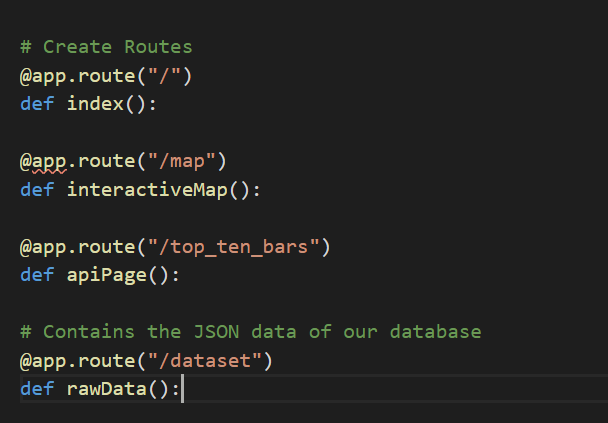 # Create Routes
@app.route("/")
def index():
@app.route("/map")
def interactiveMap():
@app.route("/top_ten_bars")
def apiPage():
# Contains the JSON data of our database
@app.route("/dataset")
def rawData():